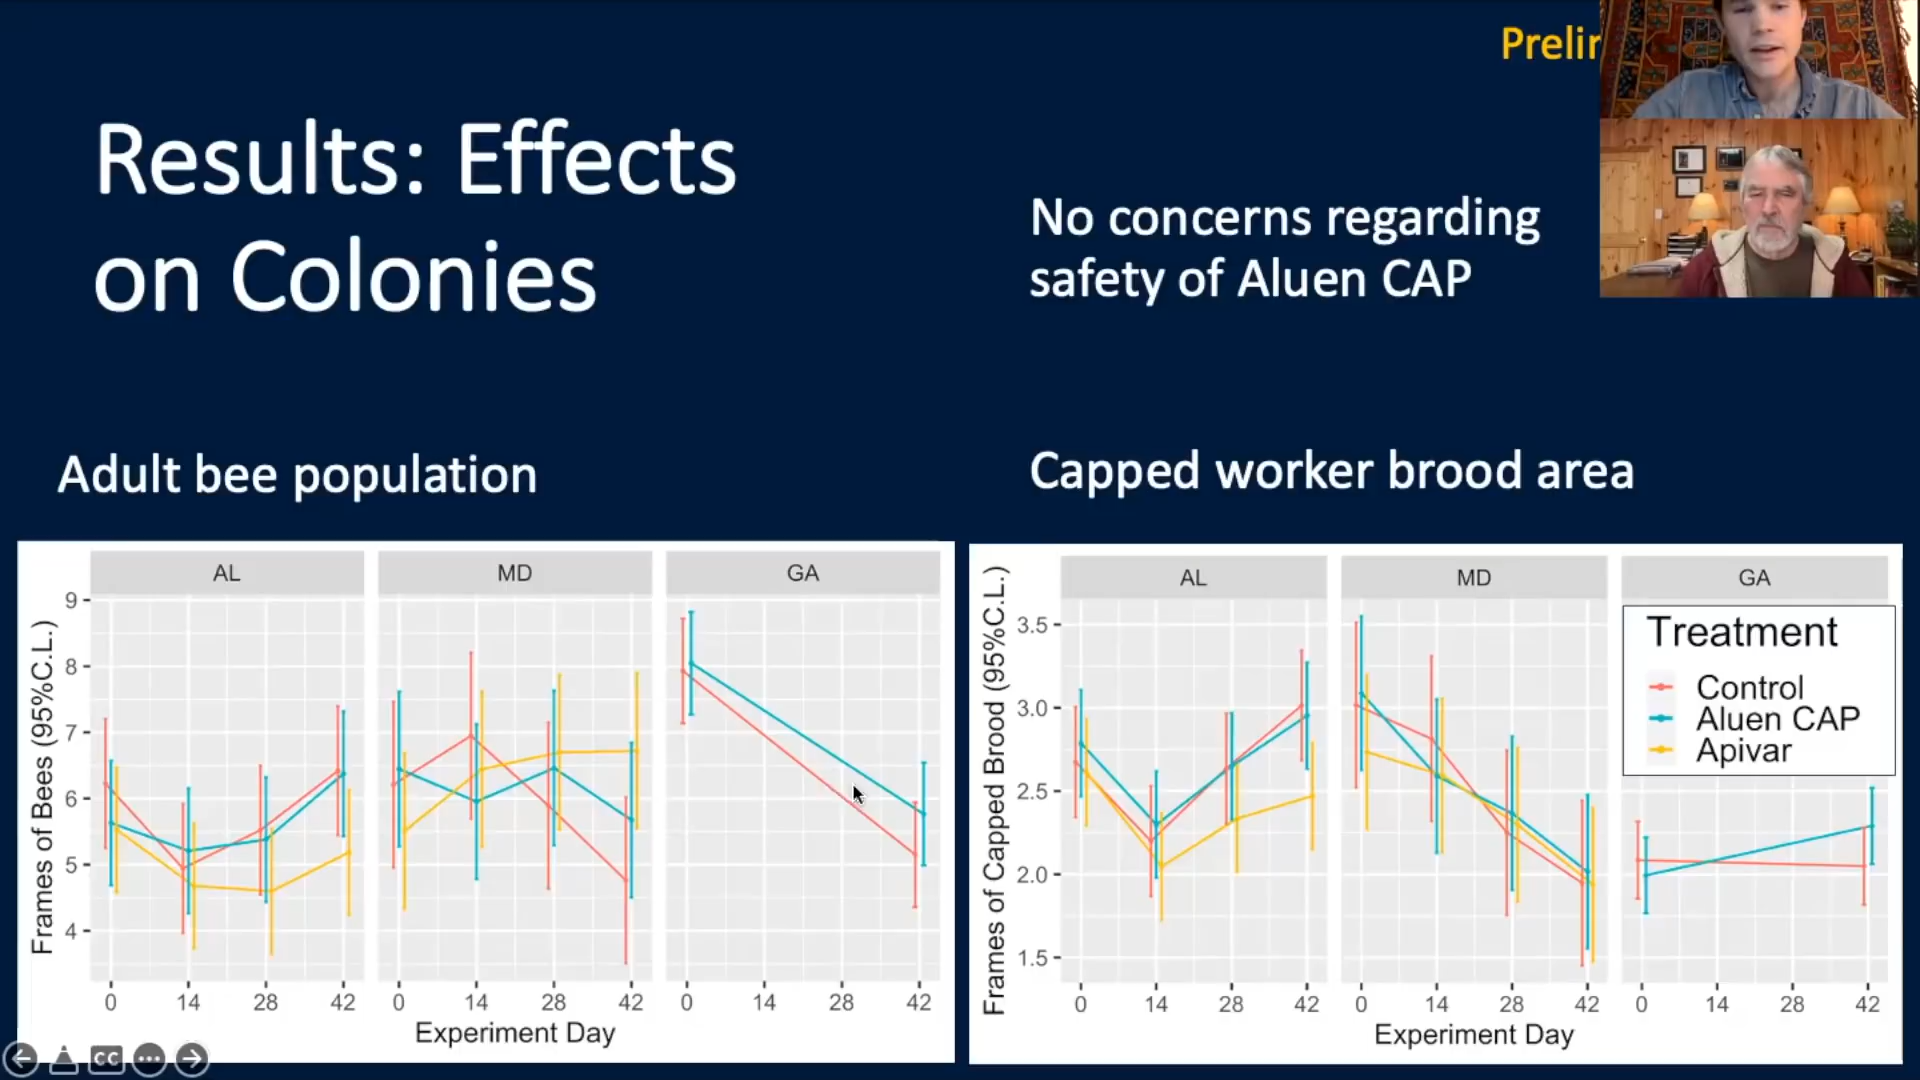 Prelin
Results: Effects
on Colonies
No concerns regarding
safety of Aluen CAP
Adult bee population
Capped worker brood area
AL
MD
GA
Frames of Bees (95%C.L.)
9
8
7
6
5
4
0 14 28 42
0 14 28 42
0 14 28 42
Experiment Day
AL
MD
GA
Frames of Capped Brood (95%C.L.)
3.5
3.0
2.5
2.0
1.5
Treatment
Control
Aluen CAP
Apivar
0 14 28 42
0 14 28 42
0 14 28 42
Experiment Day
CC